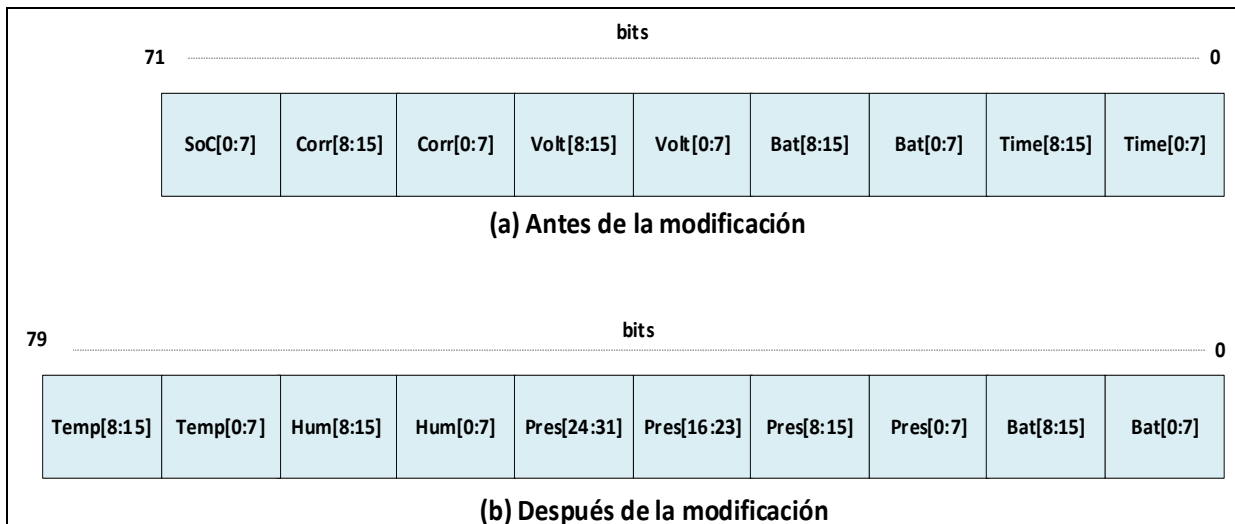 bits
71 0
SoC[0:7] Corr[8:15] Corr[0:7] Volt[8:15] Volt[0:7] Bat[8:15] Bat[0:7] Time[8:15] Time[0:7]
(a) Antes de la modificación
bits
79 0
Temp[8:15] Temp[0:7] Hum[8:15] Hum[0:7] Pres[24:31] Pres[16:23] Pres[8:15] Pres[0:7] Bat[8:15] Bat[0:7]
(b) Después de la modificación